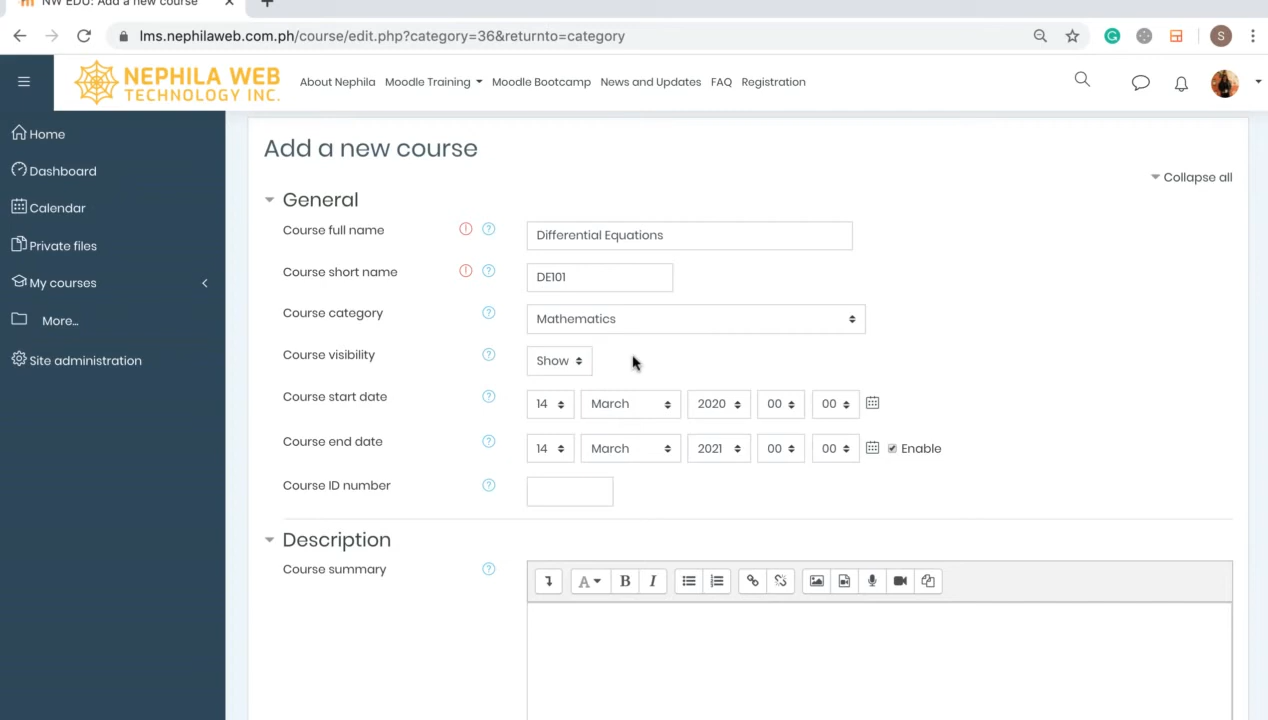 NW EDU: Add a new course
lms.nephilaweb.com.ph/course/edit.php?category=36&returnto=category
S
NEPHILA WEB
TECHNOLOGY INC.
About Nephila Moodle Training Moodle Bootcamp News and Updates FAQ Registration
Home
Dashboard
Calendar
Private files
My courses
More...
Site administration
Add a new course
Collapse all
General
Course full name Differential Equations
Course short name DE101
Course category Mathematics
Course visibility Show
Course start date 14 March 2020 00 00
Course end date 14 March 2021 00 00 Enable
Course ID number
Description
Course summary
A B I